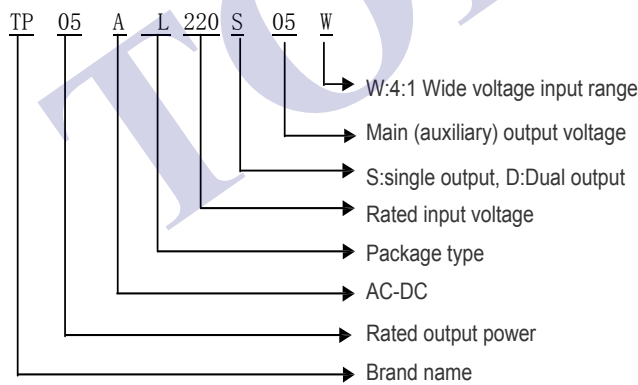 TP 05 A L 220 S 05 W
W:4:1 Wide voltage input range
Main (auxiliary) output voltage
S:single output, D:Dual output
Rated input voltage
Package type
AC-DC
Rated output power
Brand name